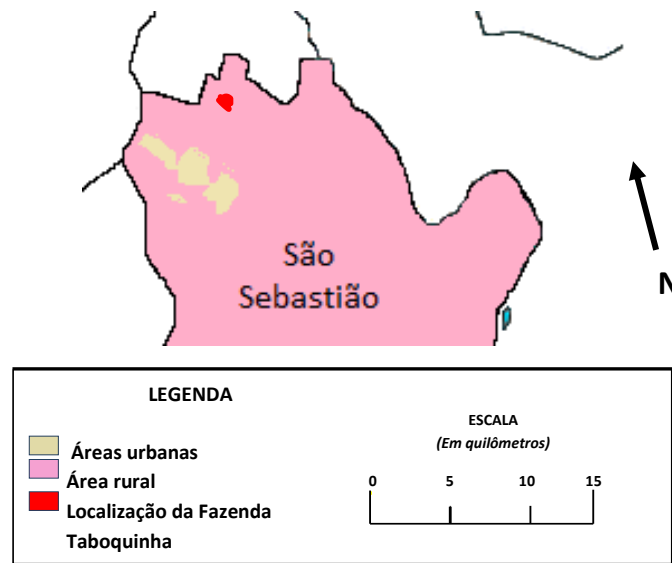 São
Sebastião
N
LEGENDA
Áreas urbanas
Área rural
Localização da Fazenda
Taboquinha
ESCALA
(Em quilômetros)
0 5 10 15